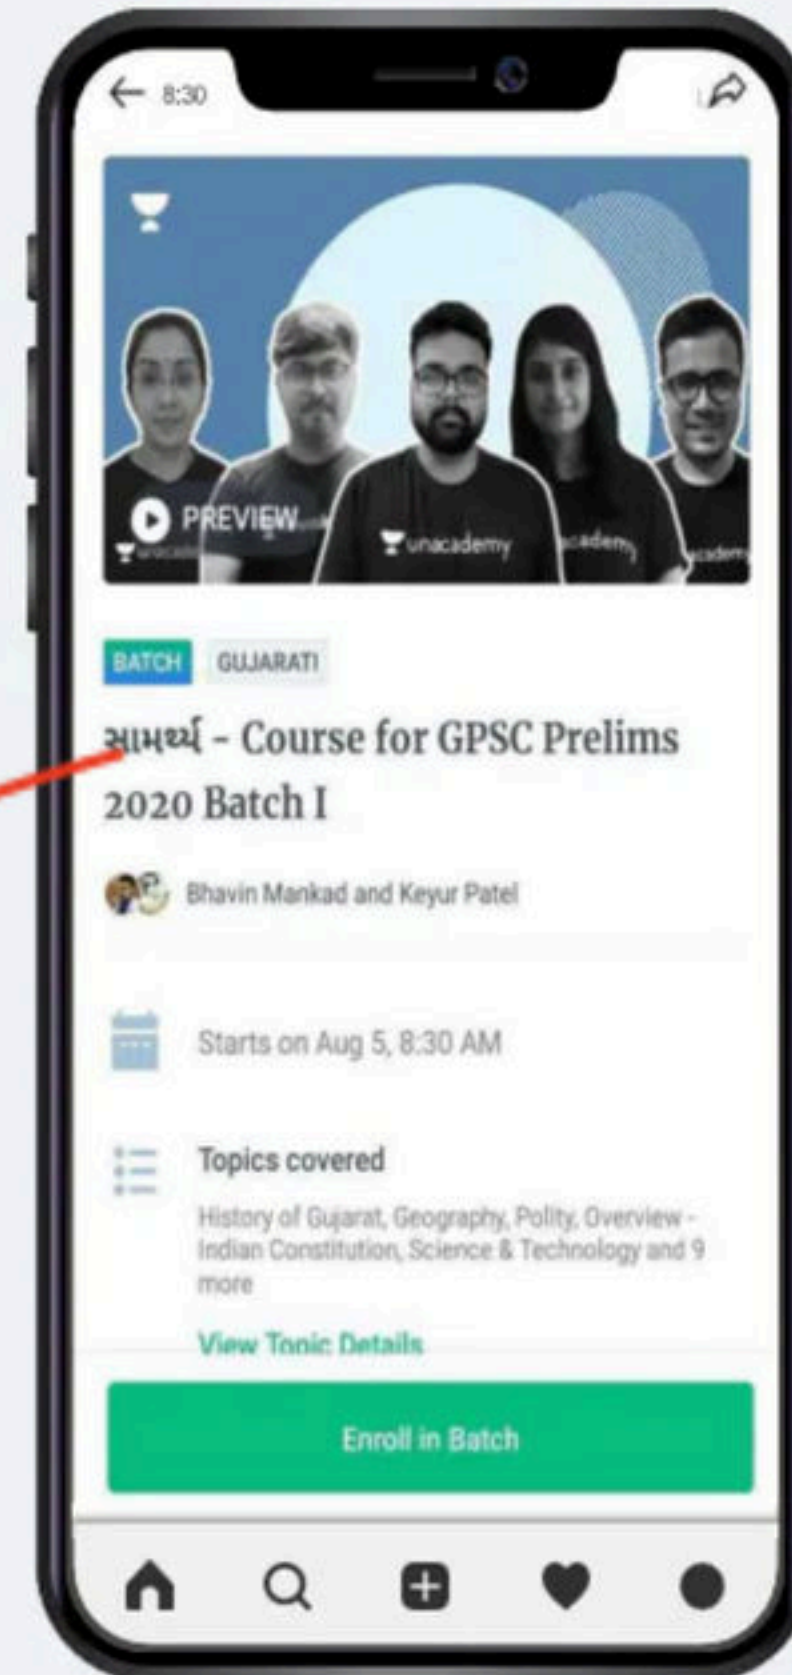 8:30
PREVIEW
unacademy
BATCH GUJARATI
સામર્થ્ય - Course for GPSC Prelims
2020 Batch I
Bhavin Mankad and Keyur Patel
Starts on Aug 5, 8:30 AM
Topics covered
History of Gujarat, Geography, Polity, Overview -
Indian Constitution, Science & Technology and 9
more
View Topic Details
Enroll in Batch